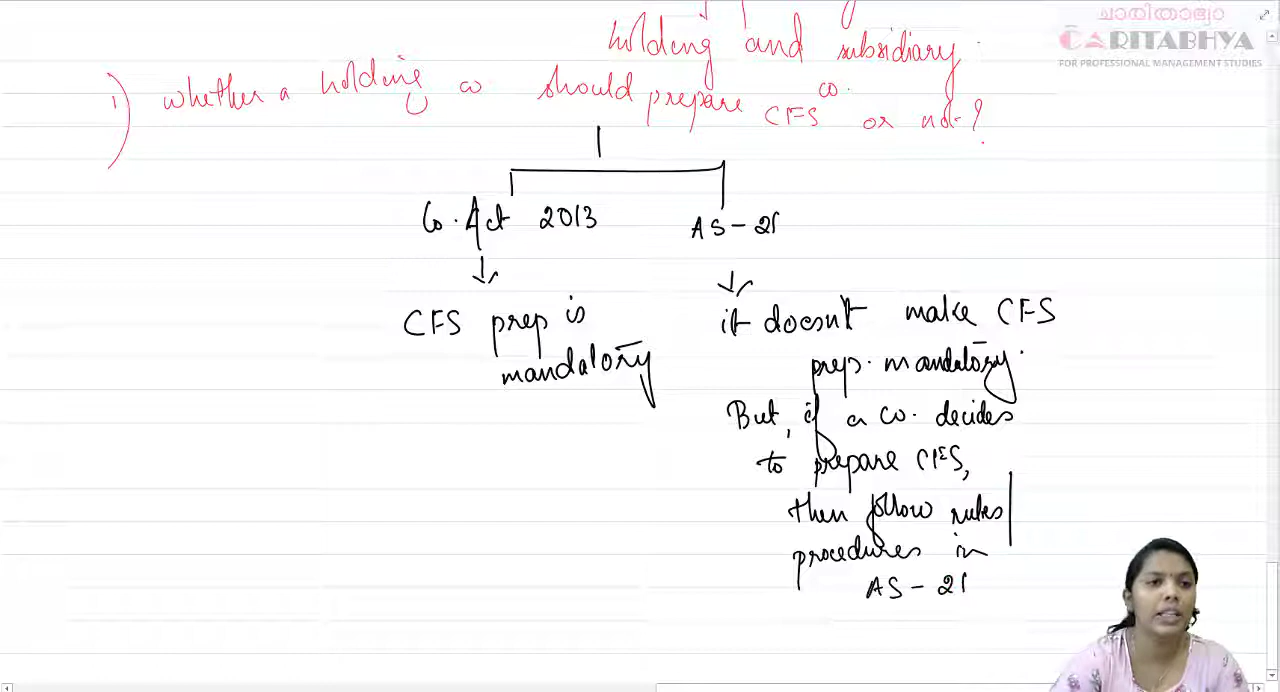 ചാരിതാഭ്യാ
CARITABHYA
FOR PROFESSIONAL MANAGEMENT STUDIES
holding and subsidiary
co.
i) whether a holding co should prepare CFS or not?
Co. Act 2013
AS-21
CFS prep is
mandatory
it doesn't make CFS
prep. mandatory.
But, if a co. decides
to prepare CFS,
then follow rules/
procedures in
AS-21